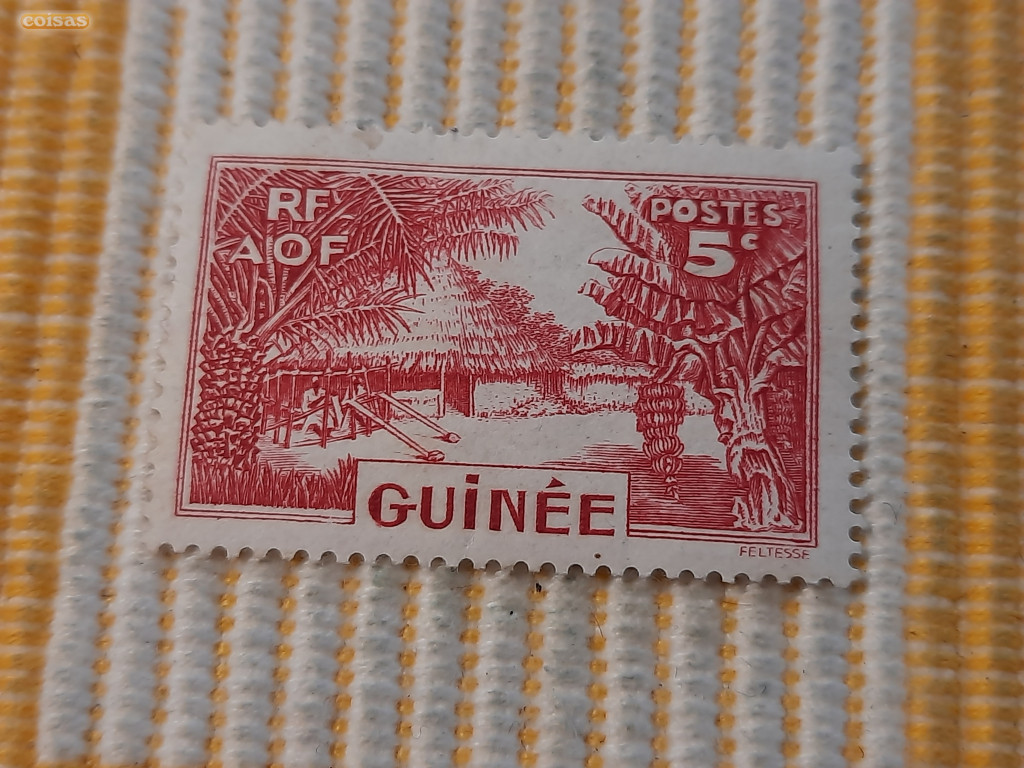 coisas
RF
AOF
POSTES
5c
GUINÉE
FELTESSE